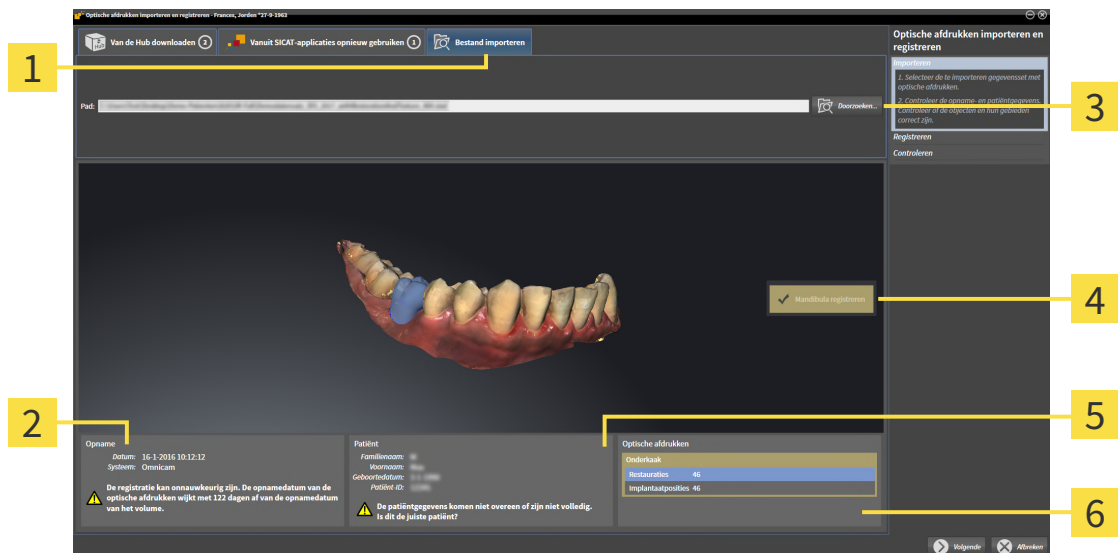 Optische afdrukken importeren en registreren - Frances, Jorden *27-9-1963
Van de Hub downloaden 2
Vanuit SICAT-applicaties opnieuw gebruiken 1
Bestand importeren
Pad:
Doorzoeken...
Optische afdrukken importeren en
registreren
Importeren
1. Selecteer de te importeren gegevensset met
optische afdrukken.
2. Controleer de opname- en patiëntgegevens.
Controleer of de objecten en hun gebieden
correct zijn.
Registreren
Controleren
Mandibula registreren
Opname
Datum: 16-1-2016 10:12:12
Systeem: Omnicam
De registratie kan onnauwkeurig zijn. De opnamedatum van de
optische afdrukken wijkt met 122 dagen af van de opnamedatum
van het volume.
Patiënt
Familienaam:
Voornaam:
Geboortedatum:
Patiënt-ID:
De patiëntgegevens komen niet overeen of zijn niet volledig.
Is dit de juiste patiënt?
Optische afdrukken
Onderkaak
Restauraties 46
Implantaatposities 46
Volgende
Afbreken
1
2
3
4
5
6